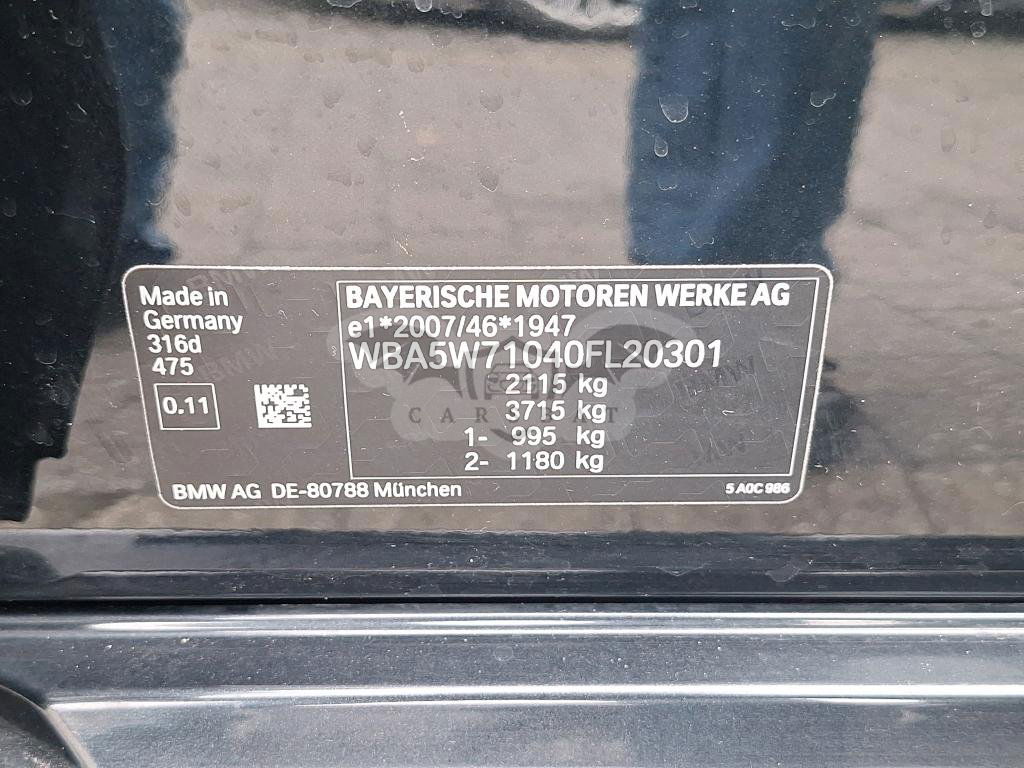 Made in
Germany
316d
475
0.11
BAYERISCHE MOTOREN WERKE AG
e1*2007/46*1947
WBA5W71040FL20301
2115 kg
3715 kg
1- 995 kg
2- 1180 kg
BMW AG DE-80788 München
5 A0C 986